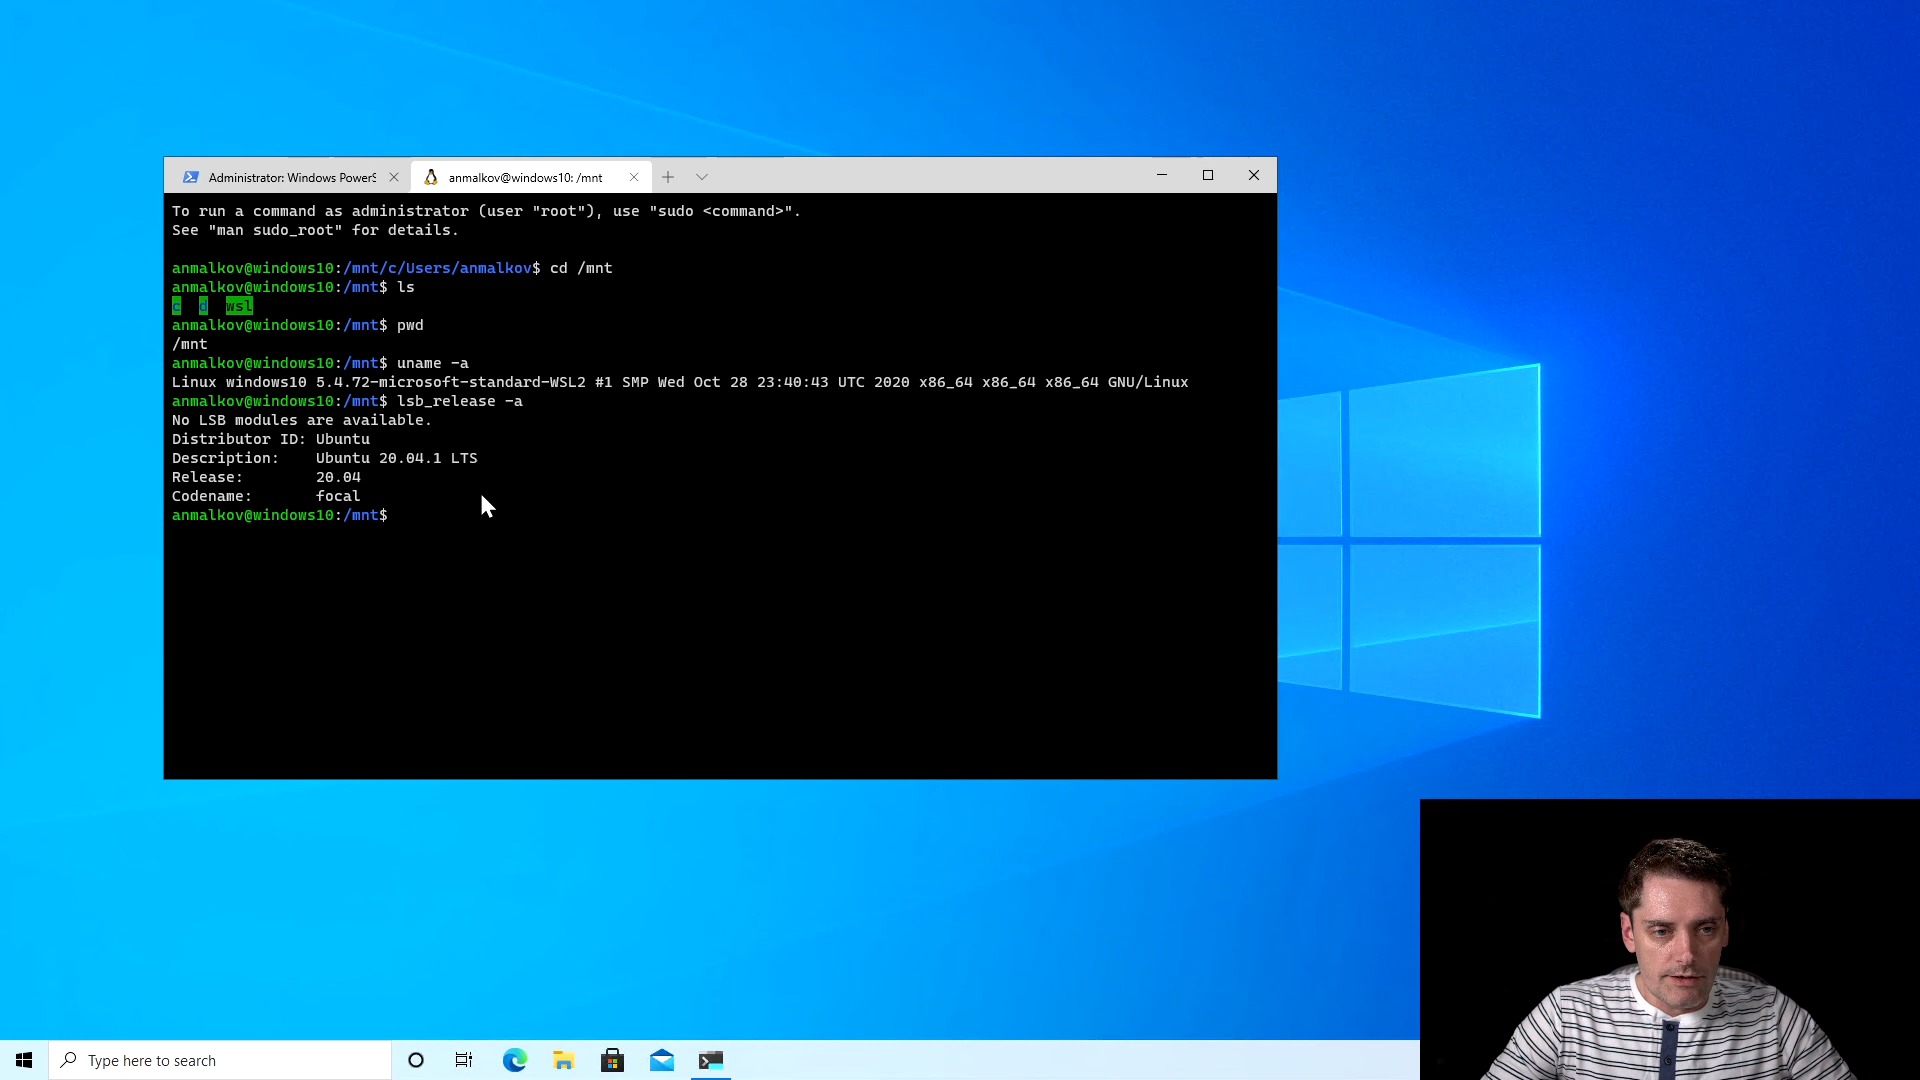 Administrator: Windows PowerS
anmalkov@windows10: /mnt
To run a command as administrator (user "root"), use "sudo <command>".
See "man sudo_root" for details.
anmalkov@windows10:/mnt/c/Users/anmalkov$ cd /mnt
anmalkov@windows10:/mnt$ ls
c d wsl
anmalkov@windows10:/mnt$ pwd
/mnt
anmalkov@windows10:/mnt$ uname -a
Linux windows10 5.4.72-microsoft-standard-WSL2 #1 SMP Wed Oct 28 23:40:43 UTC 2020 x86_64 x86_64 x86_64 GNU/Linux
anmalkov@windows10:/mnt$ lsb_release -a
No LSB modules are available.
Distributor ID: Ubuntu
Description: Ubuntu 20.04.1 LTS
Release: 20.04
Codename: focal
anmalkov@windows10:/mnt$
Type here to search